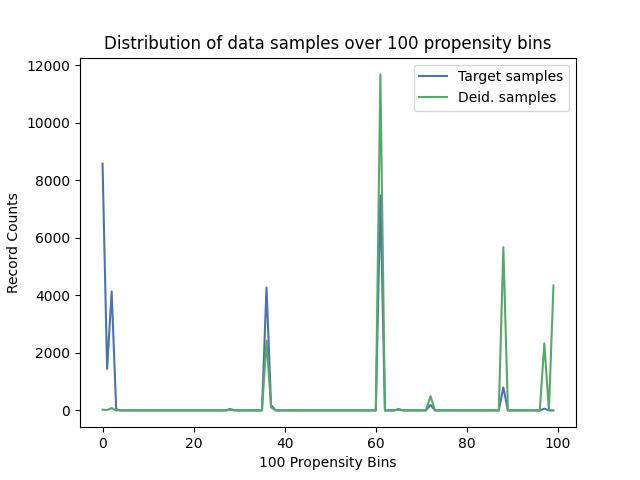 Distribution of data samples over 100 propensity bins
Target samples
Deid. samples
12000
10000
8000
6000
4000
2000
0
Record Counts
0 20 40 60 80 100
100 Propensity Bins